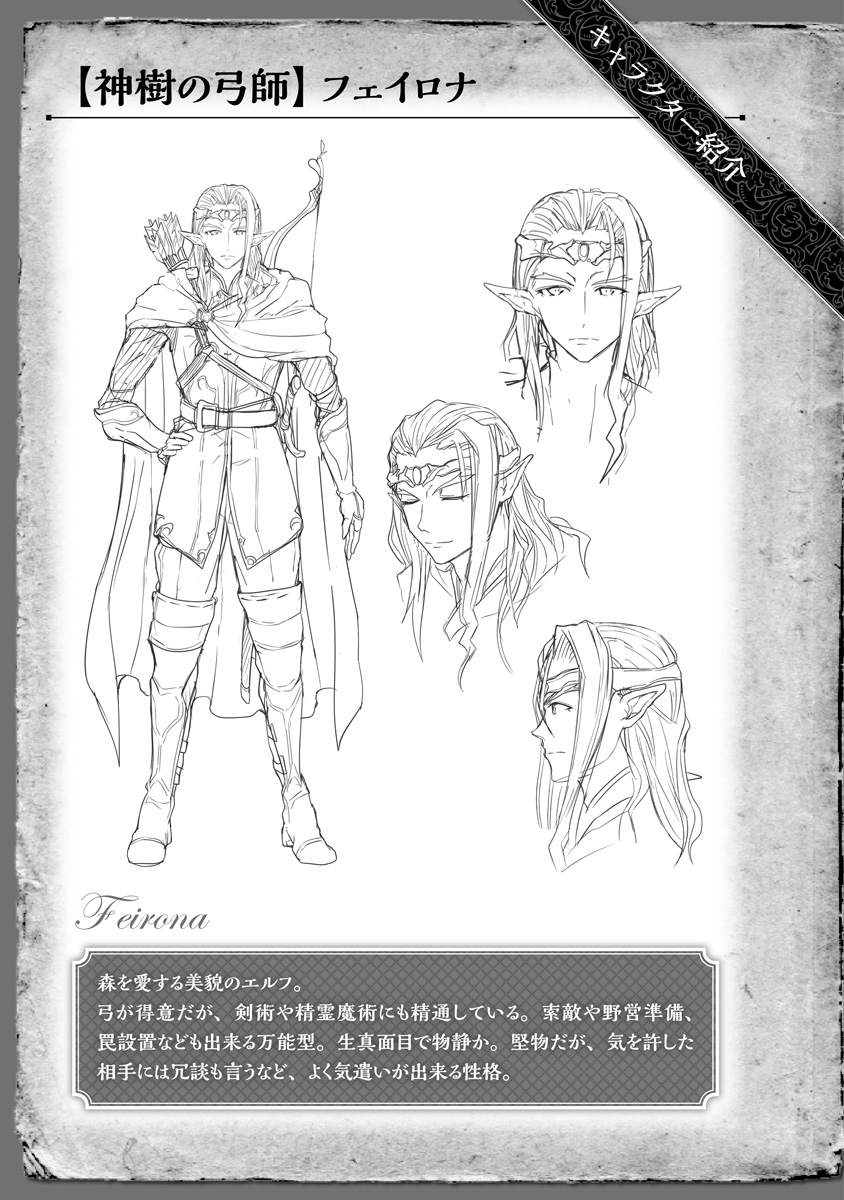 キャラクター紹介
【神樹の弓師】フェイロナ
Feirona
森を愛する美貌のエルフ。
弓が得意だが、剣術や精霊魔術にも精通している。索敵や野営準備、
罠設置なども出来る万能型。生真面目で物静か。堅物だが、気を許した
相手には冗談も言うなど、よく気遣いが出来る性格。